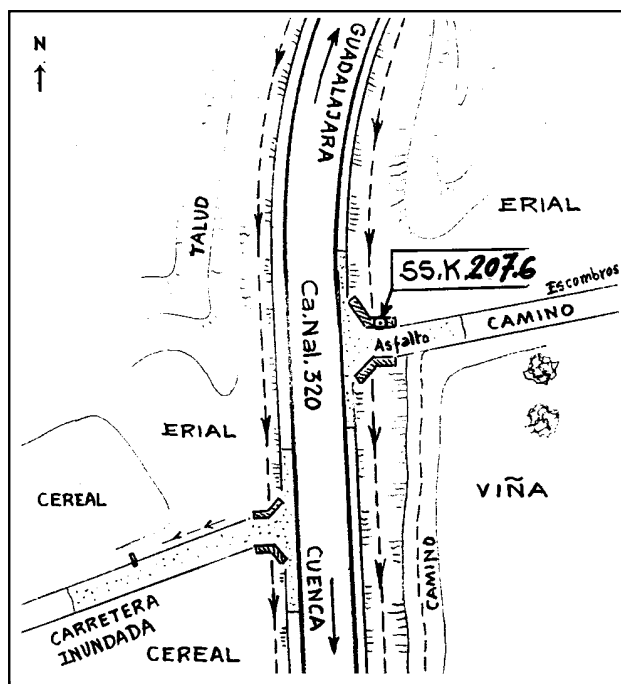 N
GUADALAJARA
TALUD
ERIAL
SS.K.207.6
Escombros
CAMINO
Asfalto
Ca.Nal.320
ERIAL
VIÑA
CEREAL
CUENCA
CAMINO
CARRETERA
INUNDADA
CEREAL